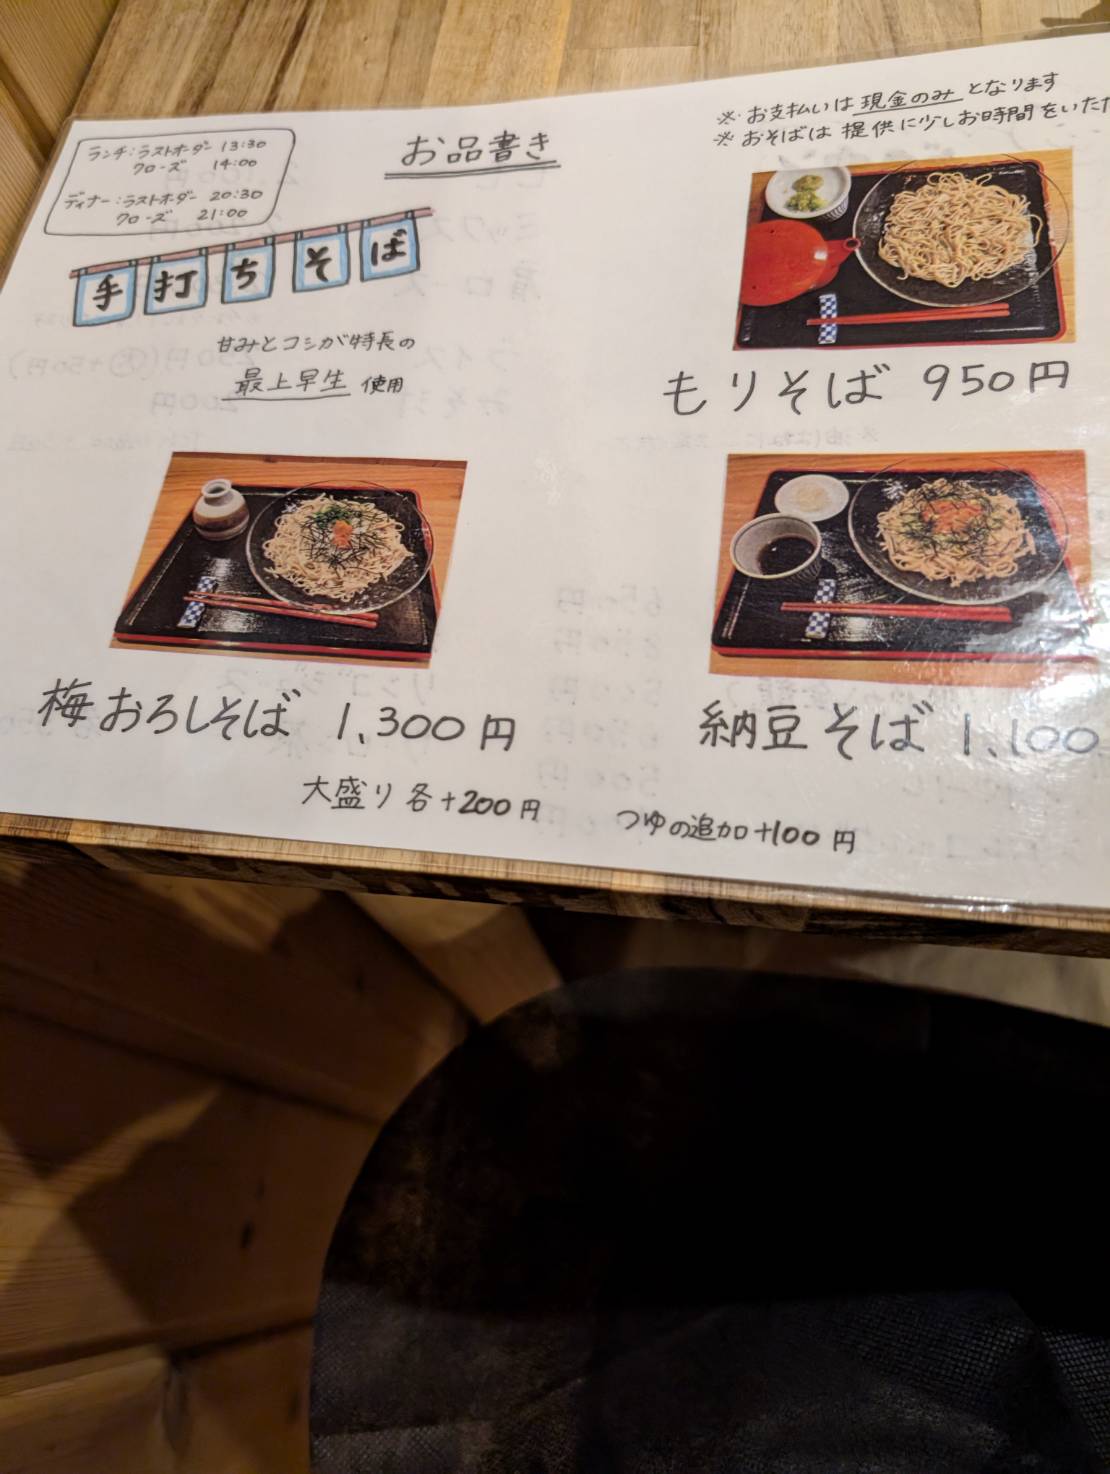 ランチ：ラストオーダー 13:30
クローズ 14:00
ディナー：ラストオーダー 20:30
クローズ 21:00
お品書き
※お支払いは現金のみとなります
※おそばは提供に少しお時間をいただ
手打ちそば
甘みとコシが特長の
最上早生 使用
もりそば 950円
梅おろしそば 1,300円
納豆そば 1,100
大盛り各+200円
つゆの追加+100円